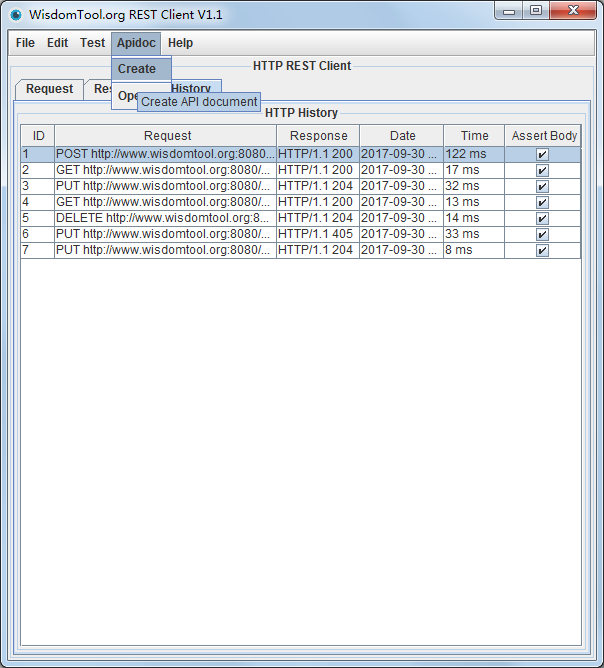 WisdomTool.org REST Client V1.1
File Edit Test Apidoc Help
Create
HTTP REST Client
Request Res History
Ope
Create API document
HTTP History
ID Request Response Date Time Assert Body
1 POST http://www.wisdomtool.org:8080... HTTP/1.1 200 2017-09-30 ... 122 ms
2 GET http://www.wisdomtool.org:8080/... HTTP/1.1 200 2017-09-30 ... 17 ms
3 PUT http://www.wisdomtool.org:8080/... HTTP/1.1 204 2017-09-30 ... 32 ms
4 GET http://www.wisdomtool.org:8080/... HTTP/1.1 200 2017-09-30 ... 13 ms
5 DELETE http://www.wisdomtool.org:8... HTTP/1.1 204 2017-09-30 ... 14 ms
6 PUT http://www.wisdomtool.org:8080/... HTTP/1.1 405 2017-09-30 ... 33 ms
7 PUT http://www.wisdomtool.org:8080/... HTTP/1.1 204 2017-09-30 ... 8 ms